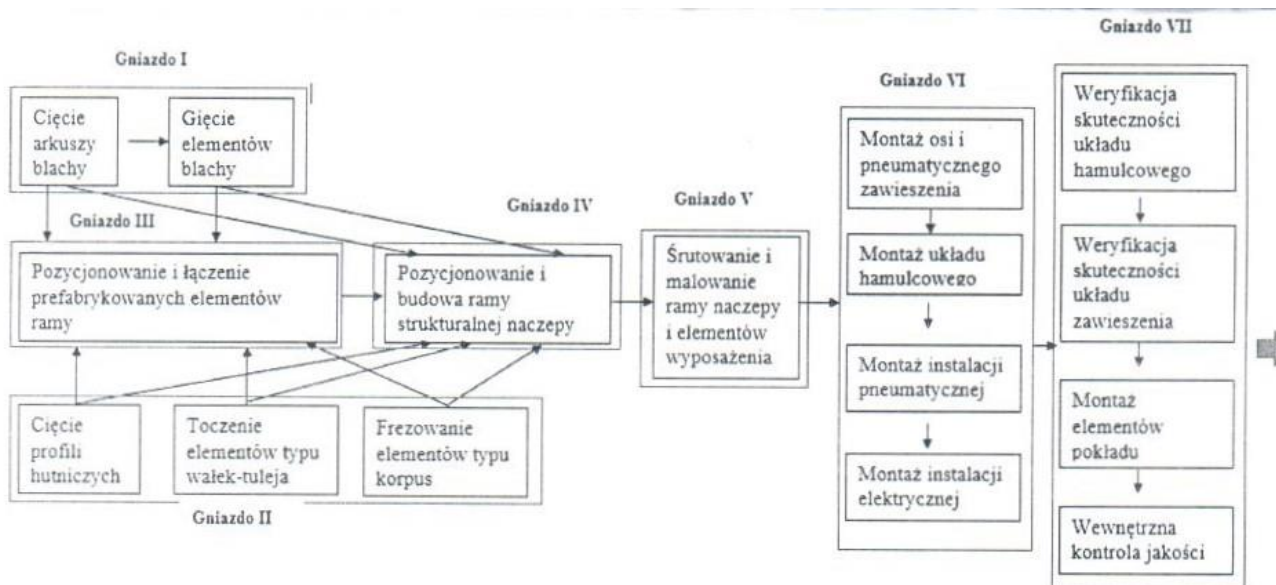 Gniazdo I
Cięcie
arkuszy
blachy
Gięcie
elementów
blachy
Gniazdo III
Pozycjonowanie i łączenie
prefabrykowanych elementów
ramy
Gniazdo IV
Pozycjonowanie i
budowa ramy
strukturalnej naczepy
Cięcie
profili
hutniczych
Toczenie
elementów typu
wałek-tuleja
Frezowanie
elementów typu
korpus
Gniazdo II
Gniazdo V
Śrutowanie i
malowanie
ramy naczepy
i elementów
wyposażenia
Gniazdo VI
Montaż osi i
pneumatycznego
zawieszenia
Montaż układu
hamulcowego
Montaż instalacji
pneumatycznej
Montaż instalacji
elektrycznej
Gniazdo VII
Weryfikacja
skuteczności
układu
hamulcowego
Weryfikacja
skuteczności
układu
zawieszenia
Montaż
elementów
pokładu
Wewnętrzna
kontrola jakości